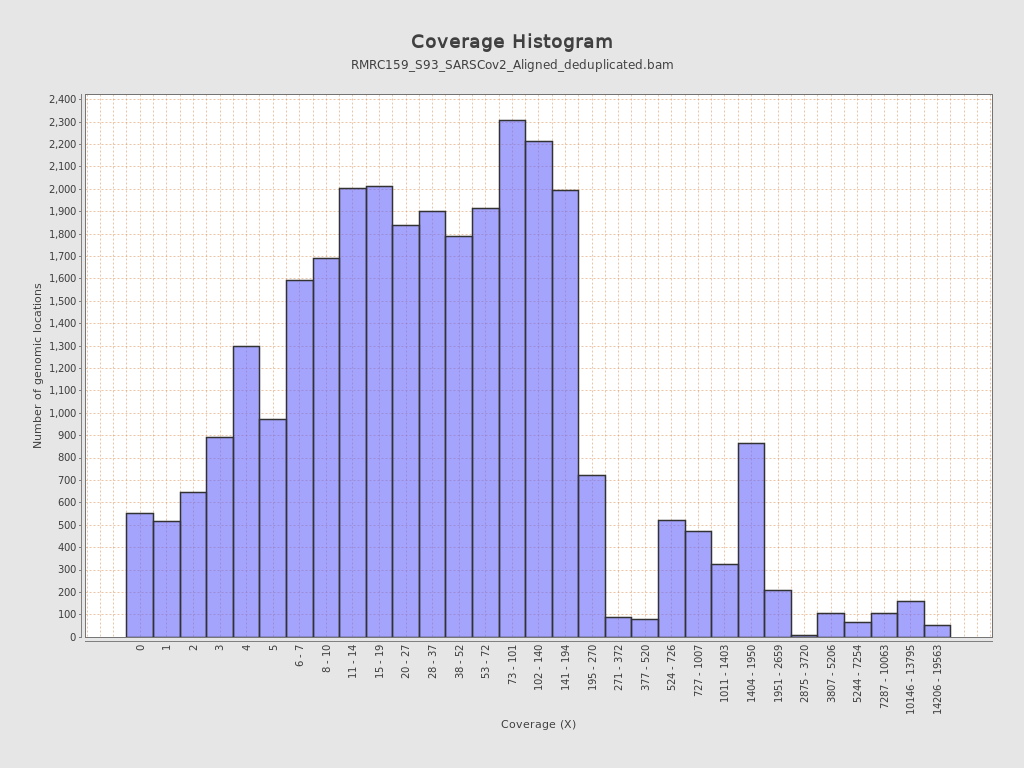 Coverage Histogram
RMRC159_S93_SARSCov2_Aligned_deduplicated.bam
Number of genomic locations
2,400
2,300
2,200
2,100
2,000
1,900
1,800
1,700
1,600
1,500
1,400
1,300
1,200
1,100
1,000
900
800
700
600
500
400
300
200
100
0
0
1
2
3
4
5
6 - 7
8 - 10
11 - 14
15 - 19
20 - 27
28 - 37
38 - 52
53 - 72
73 - 101
102 - 140
141 - 194
195 - 270
271 - 372
377 - 520
524 - 726
727 - 1007
1011 - 1403
1404 - 1950
1951 - 2659
2875 - 3720
3807 - 5206
5244 - 7254
7287 - 10063
10146 - 13795
14206 - 19563
Coverage (X)